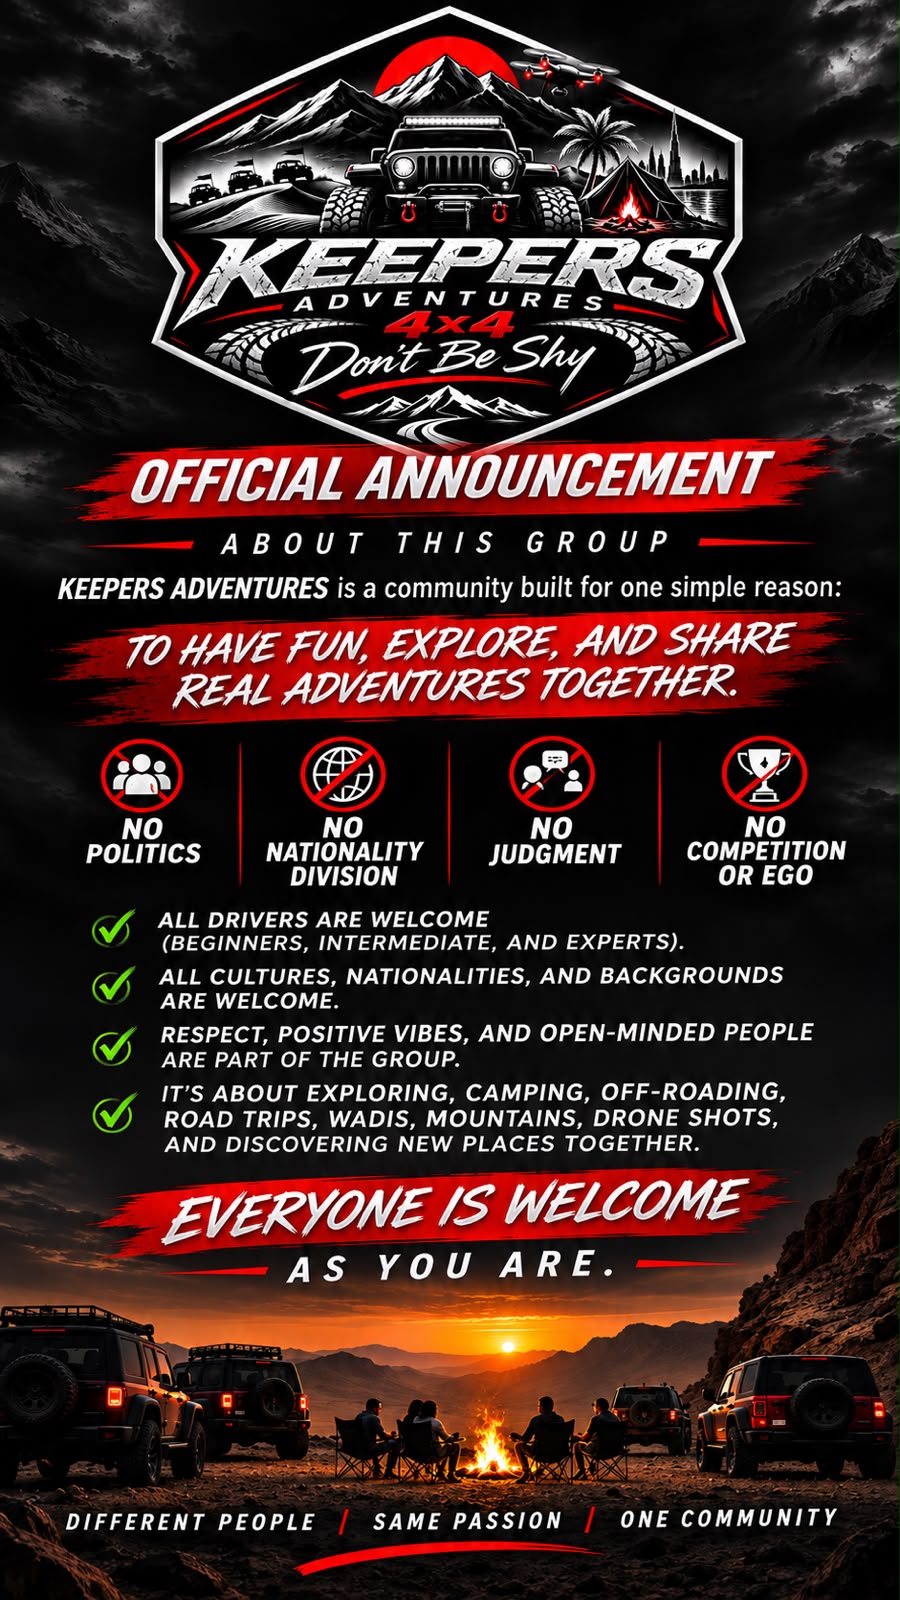 KEEPERS
ADVENTURES
4x4
Don't Be Shy
OFFICIAL ANNOUNCEMENT
ABOUT THIS GROUP
KEEPERS ADVENTURES is a community built for one simple reason:
TO HAVE FUN, EXPLORE, AND SHARE
REAL ADVENTURES TOGETHER.
NO
POLITICS
NO
NATIONALITY
DIVISION
NO
JUDGMENT
NO
COMPETITION
OR EGO
ALL DRIVERS ARE WELCOME
(BEGINNERS, INTERMEDIATE, AND EXPERTS).
ALL CULTURES, NATIONALITIES, AND BACKGROUNDS
ARE WELCOME.
RESPECT, POSITIVE VIBES, AND OPEN-MINDED PEOPLE
ARE PART OF THE GROUP.
IT'S ABOUT EXPLORING, CAMPING, OFF-ROADING,
ROAD TRIPS, WADIS, MOUNTAINS, DRONE SHOTS,
AND DISCOVERING NEW PLACES TOGETHER.
EVERYONE IS WELCOME
AS YOU ARE.
DIFFERENT PEOPLE / SAME PASSION / ONE COMMUNITY